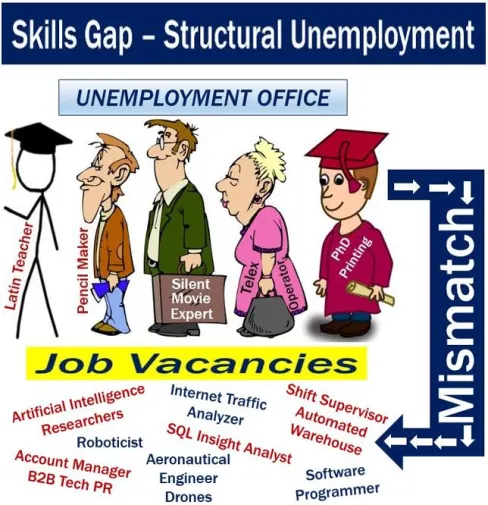 Skills Gap – Structural Unemployment
UNEMPLOYMENT OFFICE
Latin Teacher
Pencil Maker
Silent
Movie
Expert
Telex
Operator
PhD
Printing
Mismatch
Job Vacancies
Artificial Intelligence
Researchers
Internet Traffic
Analyzer
Shift Supervisor
Automated
Warehouse
Roboticist
SQL Insight Analyst
Account Manager
B2B Tech PR
Aeronautical
Engineer
Drones
Software
Programmer